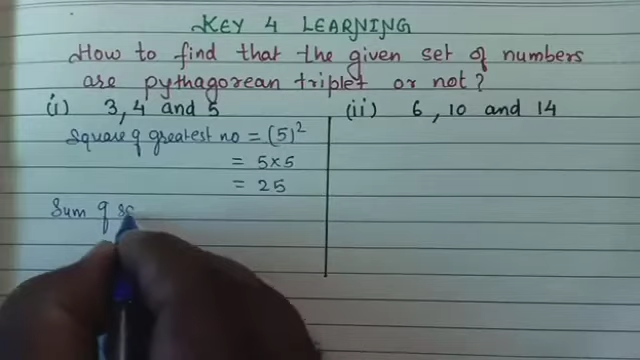 KEY 4 LEARNING
How to find that the given set of numbers
are pythagorean triplet or not?
(i) 3, 4 and 5
(ii) 6, 10 and 14
Square of greatest no = (5)²
= 5×5
= 25
Sum of